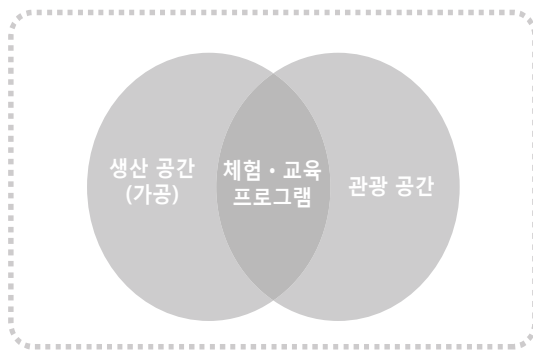 생산 공간
(가공)
체험・교육
프로그램
관광 공간